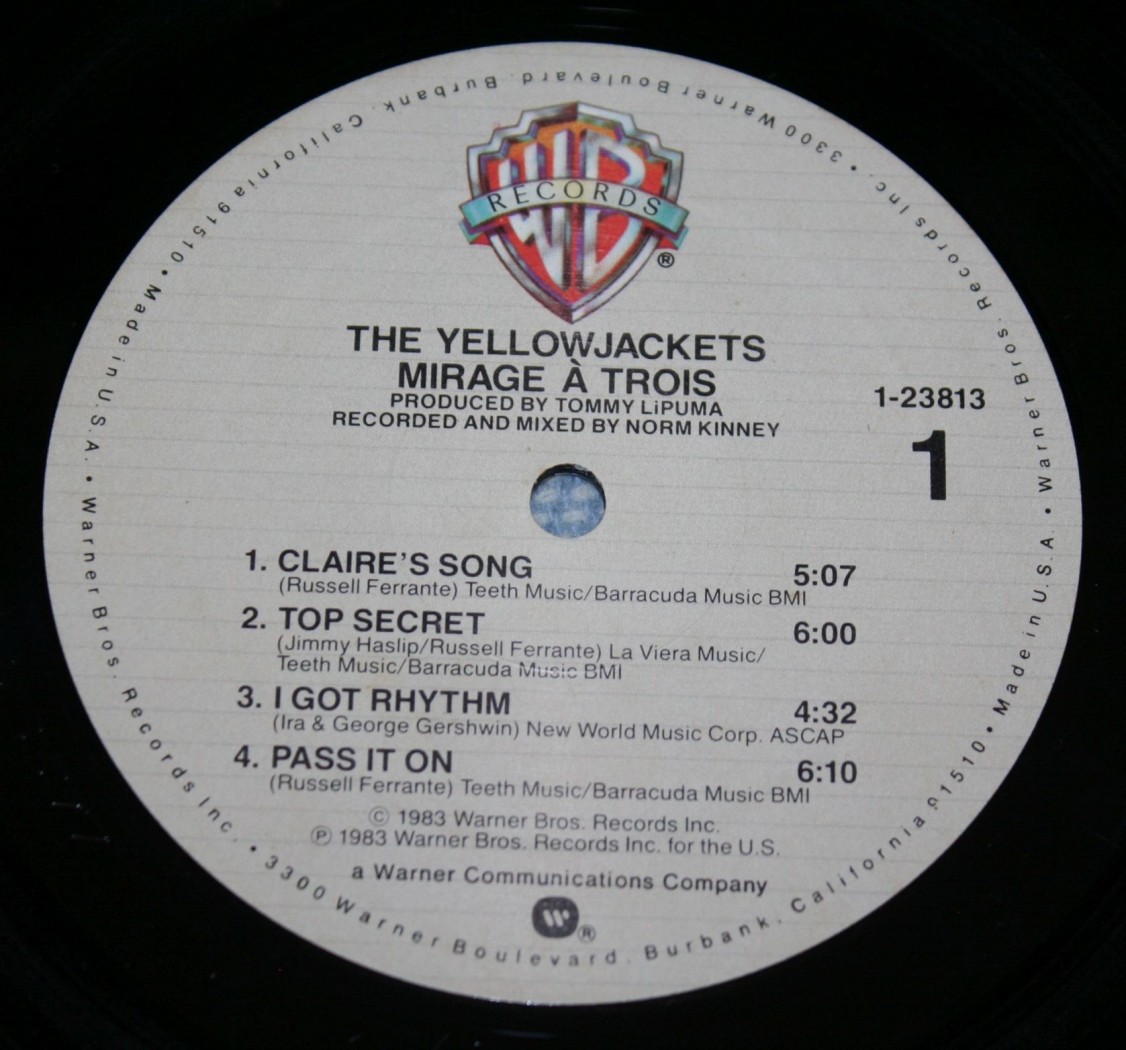 WB
RECORDS
®
THE YELLOWJACKETS
MIRAGE À TROIS
PRODUCED BY TOMMY LiPUMA
RECORDED AND MIXED BY NORM KINNEY
1-23813
1
1. CLAIRE'S SONG 5:07
(Russell Ferrante) Teeth Music/Barracuda Music BMI
2. TOP SECRET 6:00
(Jimmy Haslip/Russell Ferrante) La Viera Music/
Teeth Music/Barracuda Music BMI
3. I GOT RHYTHM 4:32
(Ira & George Gershwin) New World Music Corp. ASCAP
4. PASS IT ON 6:10
(Russell Ferrante) Teeth Music/Barracuda Music BMI
© 1983 Warner Bros. Records Inc.
℗ 1983 Warner Bros. Records Inc. for the U.S.
a Warner Communications Company
W®
Warner Bros. Records Inc. • 3300 Warner Boulevard. Burbank. California 91510 • Made in U.S.A. • Warner Bros. Records Inc. • 3300 Warner Boulevard. Burbank. California 91510 • Made in U.S.A. •